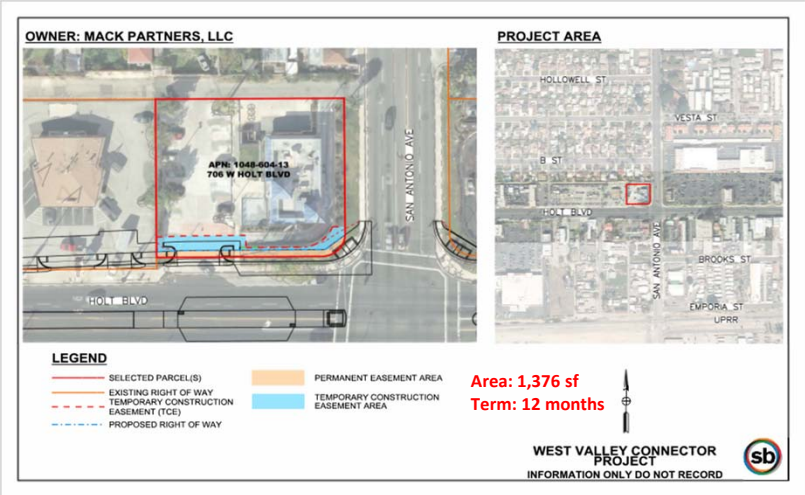 OWNER: MACK PARTNERS, LLC
APN: 1048-604-13
706 W HOLT BLVD
SAN ANTONIO AVE
HOLT BLVD
PROJECT AREA
HOLLOWELL ST
VESTA ST
B ST
HOLT BLVD
SAN ANTONIO AVE
BROOKS ST
EMPORIA ST
UPRR
LEGEND
SELECTED PARCEL(S)
EXISTING RIGHT OF WAY
TEMPORARY CONSTRUCTION
EASEMENT (TCE)
PROPOSED RIGHT OF WAY
PERMANENT EASEMENT AREA
TEMPORARY CONSTRUCTION
EASEMENT AREA
Area: 1,376 sf
Term: 12 months
WEST VALLEY CONNECTOR
PROJECT
INFORMATION ONLY DO NOT RECORD
sb